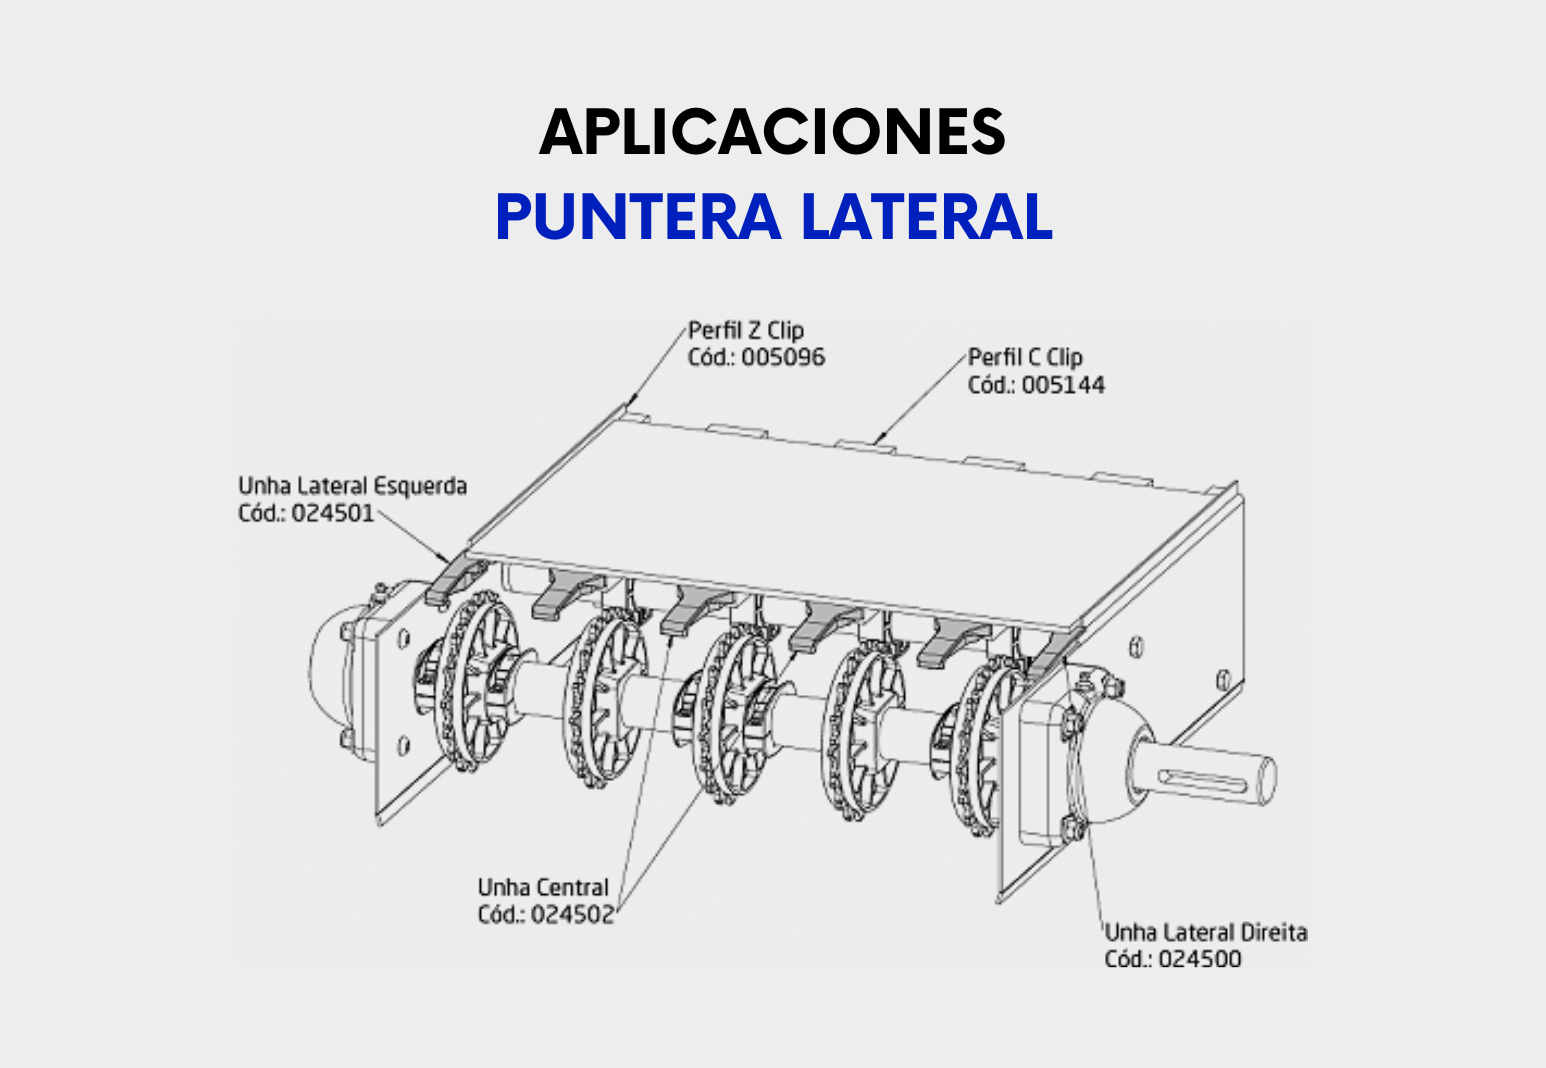 APLICACIONES
PUNTERA LATERAL
Perfil Z Clip
Cód.: 005096
Perfil C Clip
Cód.: 005144
Unha Lateral Esquerda
Cód.: 024501
Unha Central
Cód.: 024502
Unha Lateral Direita
Cód.: 024500